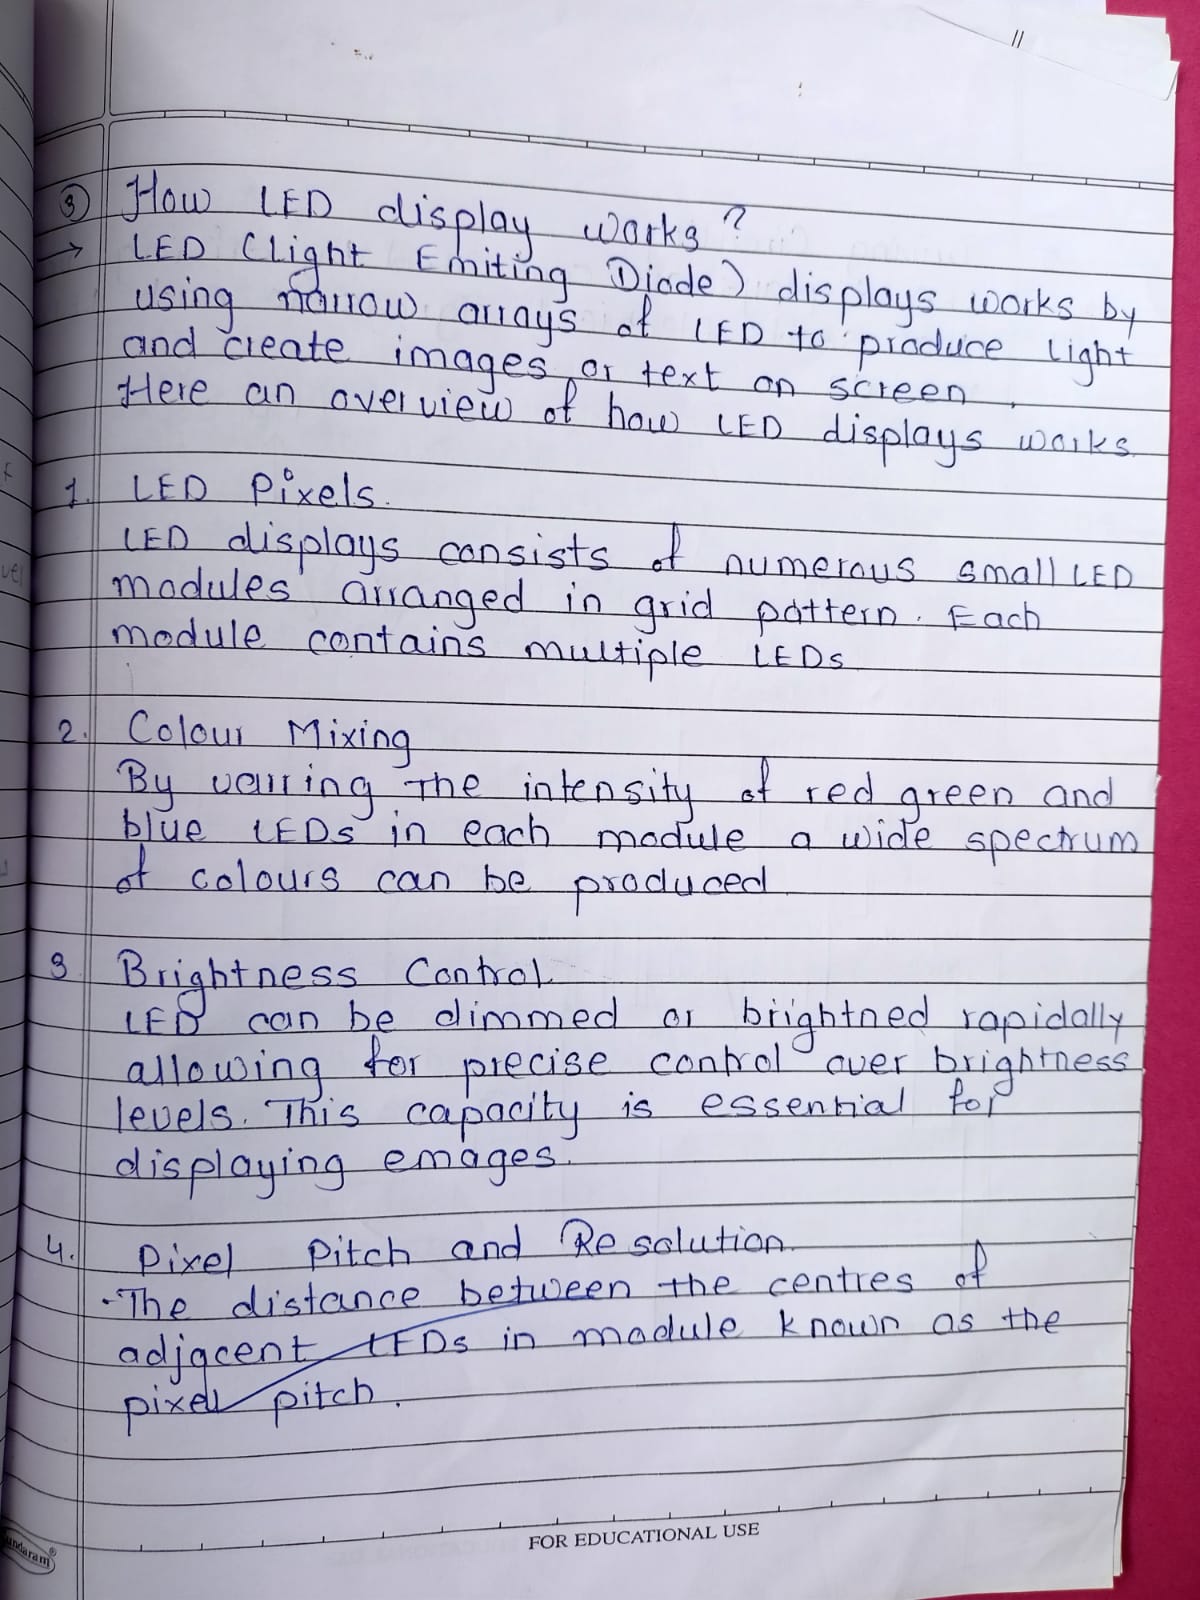 ③ How LED display works?
→ LED (Light Emiting Diode) displays works by
using narrow arrays of LED to produce light
and create images or text on screen.
Here an overview of how LED displays works.
1. LED Pixels.
LED displays consists of numerous small LED
modules arranged in grid pattern. Each
module contains multiple LEDs
2. Colour Mixing
By varring the intensity of red green and
blue LEDs in each module a wide spectrum
of colours can be produced
3 Brightness Control
LED can be dimmed or brightned rapidally
allowing for precise control over brightness
levels. This capacity is essential for
displaying emages.
4. Pixel Pitch and Resolution.
• The distance between the centres of
adjacent LEDs in module known as the
pixel pitch.
FOR EDUCATIONAL USE